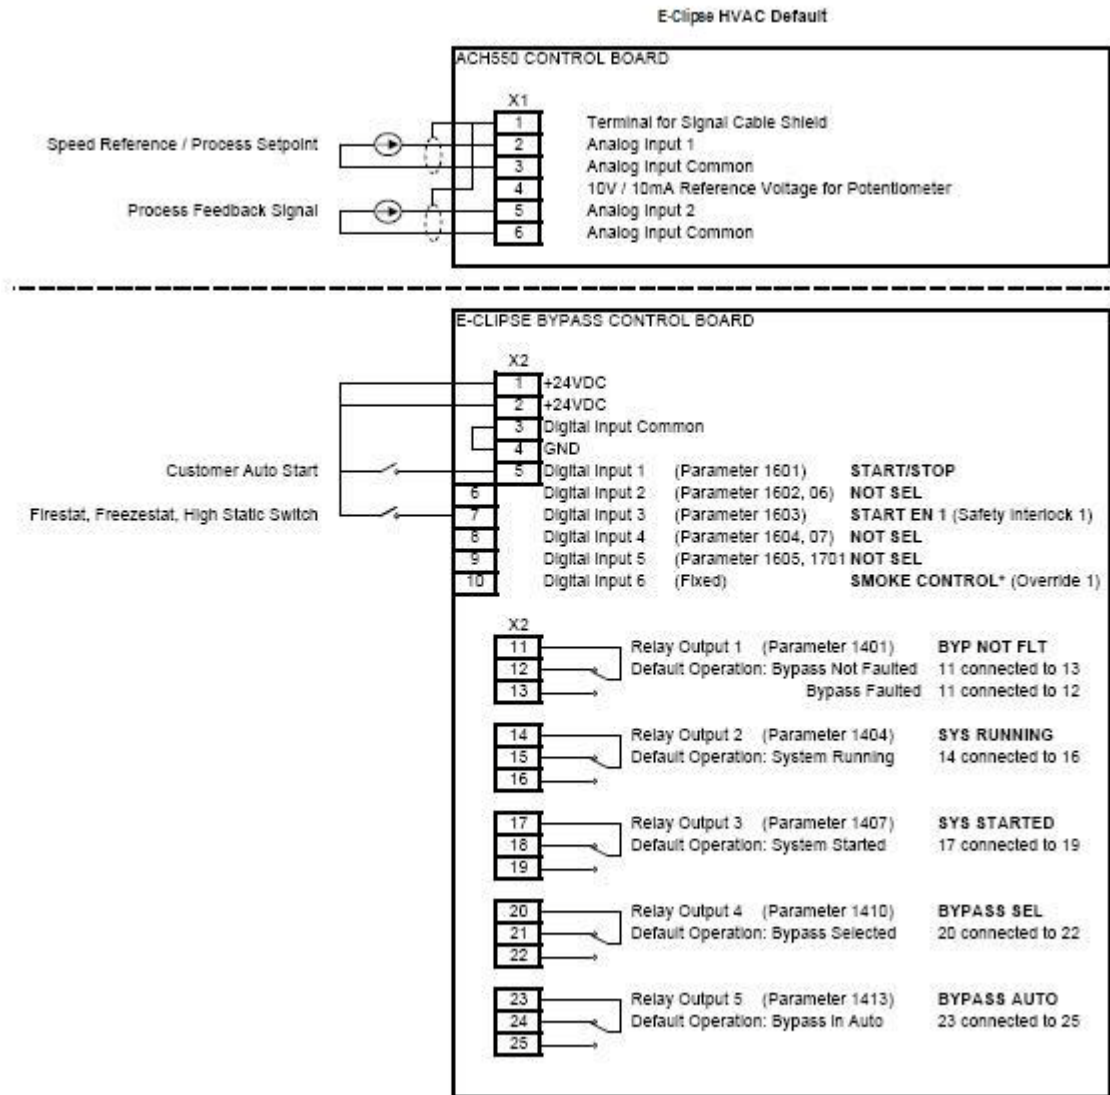 E-Clipse HVAC Default
ACH550 CONTROL BOARD
X1
1 Terminal for Signal Cable Shield
Speed Reference / Process Setpoint 2 Analog Input 1
3 Analog Input Common
4 10V / 10mA Reference Voltage for Potentiometer
Process Feedback Signal 5 Analog Input 2
6 Analog Input Common
E-CLIPSE BYPASS CONTROL BOARD
X2
1 +24VDC
2 +24VDC
3 Digital Input Common
4 GND
Customer Auto Start 5 Digital Input 1 (Parameter 1601) START/STOP
6 Digital Input 2 (Parameter 1602, 06) NOT SEL
Firestat, Freezestat, High Static Switch 7 Digital Input 3 (Parameter 1603) START EN 1 (Safety Interlock 1)
8 Digital Input 4 (Parameter 1604, 07) NOT SEL
9 Digital Input 5 (Parameter 1605, 1701 NOT SEL
10 Digital Input 6 (Fixed) SMOKE CONTROL* (Override 1)
X2
11 Relay Output 1 (Parameter 1401) BYP NOT FLT
12 Default Operation: Bypass Not Faulted 11 connected to 13
13 Bypass Faulted 11 connected to 12
14 Relay Output 2 (Parameter 1404) SYS RUNNING
15 Default Operation: System Running 14 connected to 16
16
17 Relay Output 3 (Parameter 1407) SYS STARTED
18 Default Operation: System Started 17 connected to 19
19
20 Relay Output 4 (Parameter 1410) BYPASS SEL
21 Default Operation: Bypass Selected 20 connected to 22
22
23 Relay Output 5 (Parameter 1413) BYPASS AUTO
24 Default Operation: Bypass In Auto 23 connected to 25
25